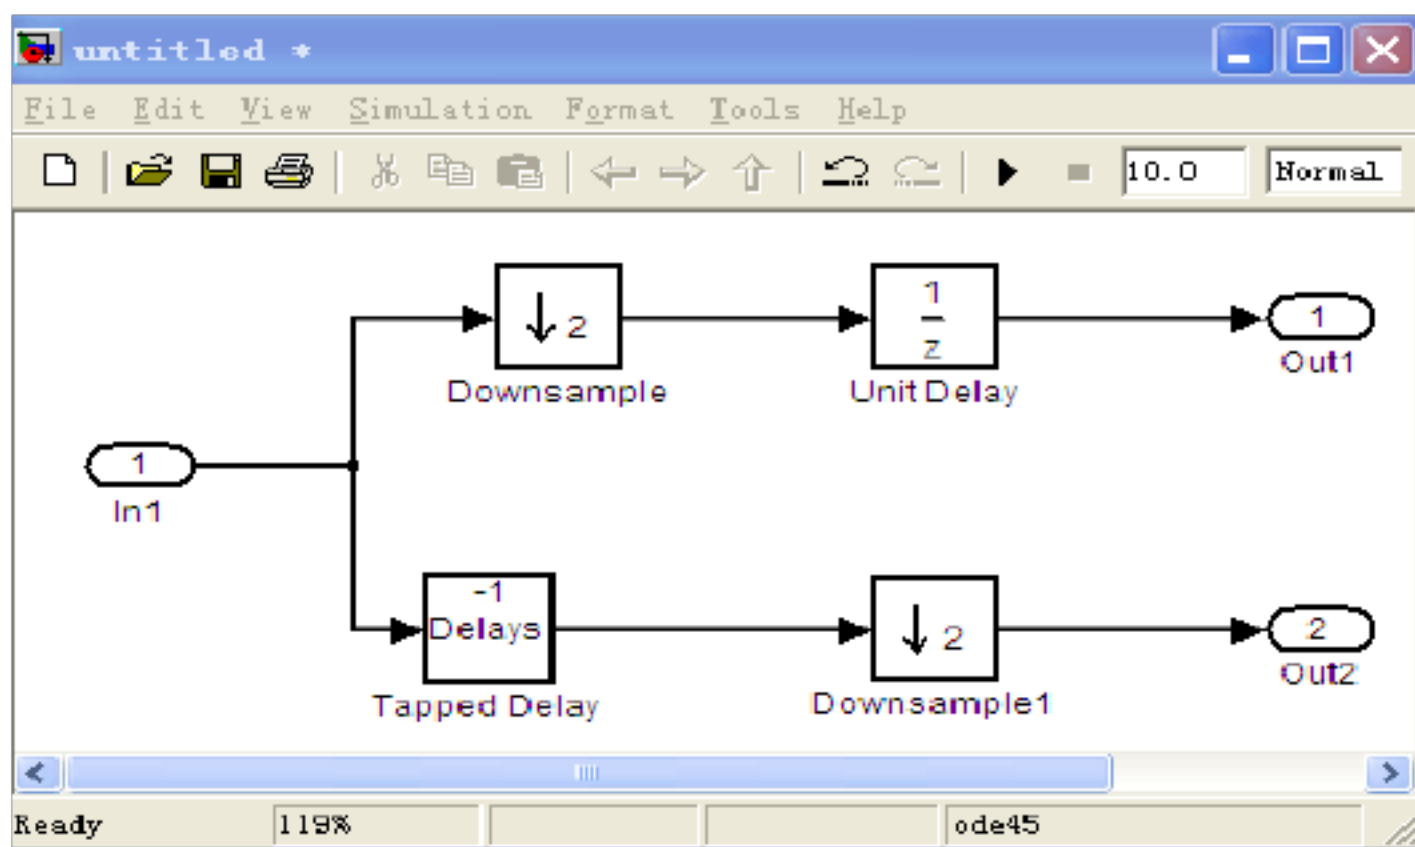 untitled *
File Edit View Simulation Format Tools Help
10.0 Normal
↓2
Downsample
1
z
Unit Delay
1
Out1
1
In1
-1
Delays
Tapped Delay
↓2
Downsample1
2
Out2
Ready 119% ode45